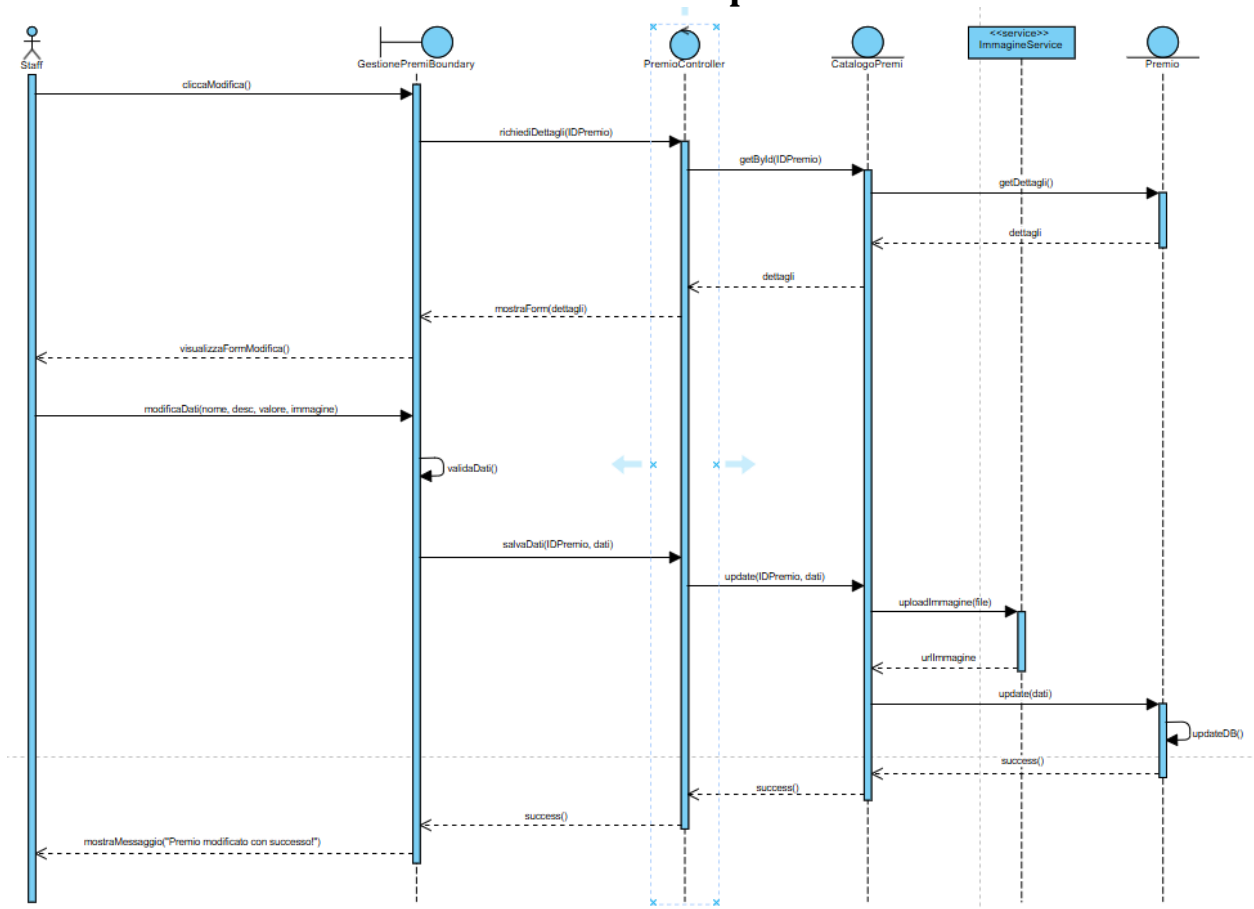 p
<<service>>
ImmagineService
Staff
GestionePremiBoundary
PremioController
CatalogoPremi
Premio
cliccaModifica()
richiediDettagli(IDPremio)
getById(IDPremio)
getDettagli()
dettagli
dettagli
mostraForm(dettagli)
visualizzaFormModifica()
modificaDati(nome, desc, valore, immagine)
validaDati()
salvaDati(IDPremio, dati)
update(IDPremio, dati)
uploadImmagine(file)
urlImmagine
update(dati)
updateDB()
success()
success()
success()
mostraMessaggio("Premio modificato con successo!")